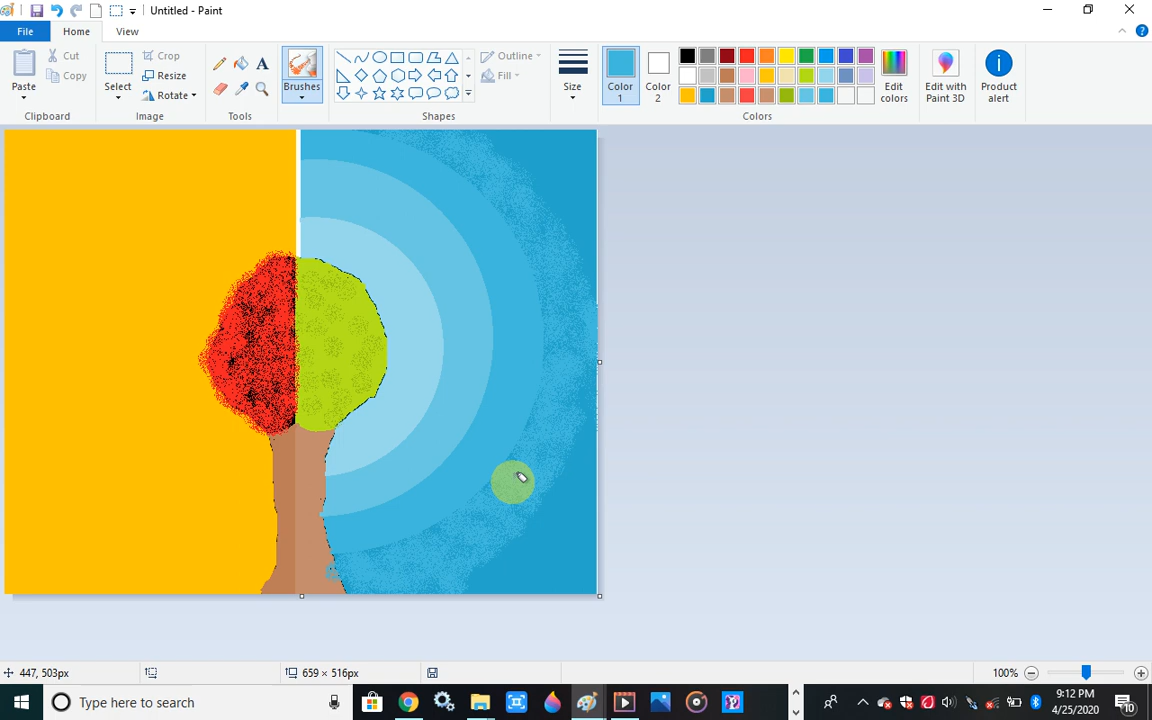 Untitled - Paint
File
Home
View
Paste
Cut
Copy
Clipboard
Select
Crop
Resize
Rotate
Image
A
Tools
Brushes
Outline
Fill
Shapes
Size
Color 1
Color 2
Edit colors
Colors
Edit with Paint 3D
Product alert
447, 503px
659 × 516px
100%
Type here to search
9:12 PM
4/25/2020
10